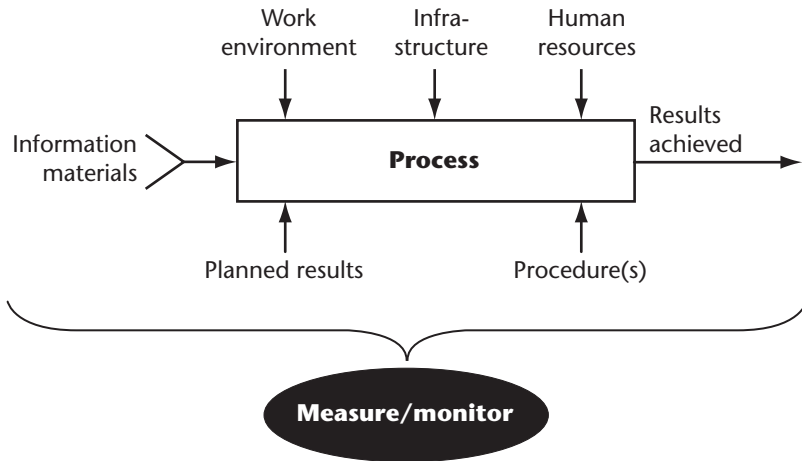 Work
environment
Infra-
structure
Human
resources
Information
materials
Process
Results
achieved
Planned results
Procedure(s)
Measure/monitor